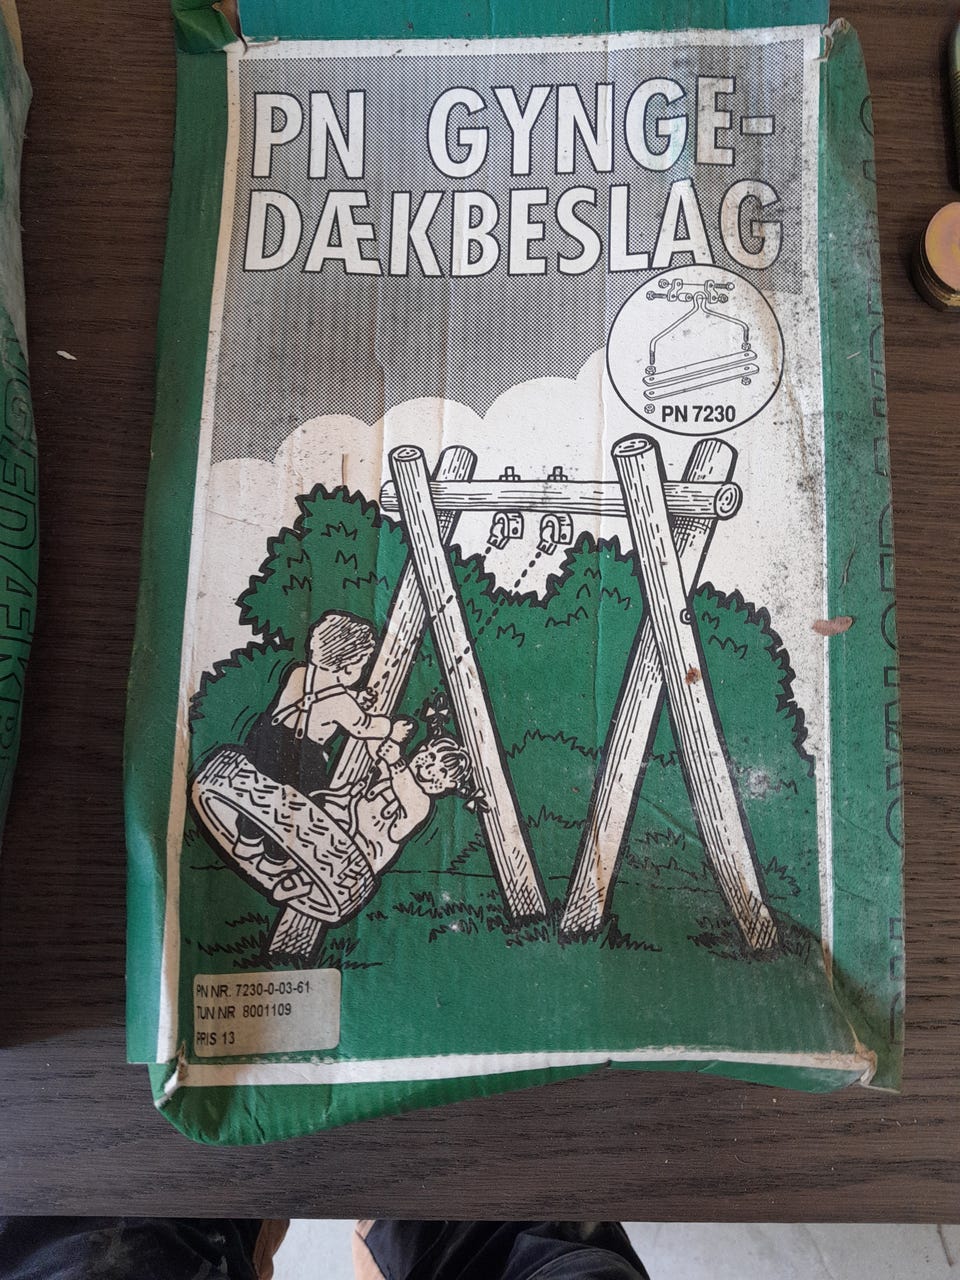 PN GYNGE-
DÆKBESLAG
PN 7230
PN NR. 7230-0-03-61
TUN NR 8001109
PRIS 13